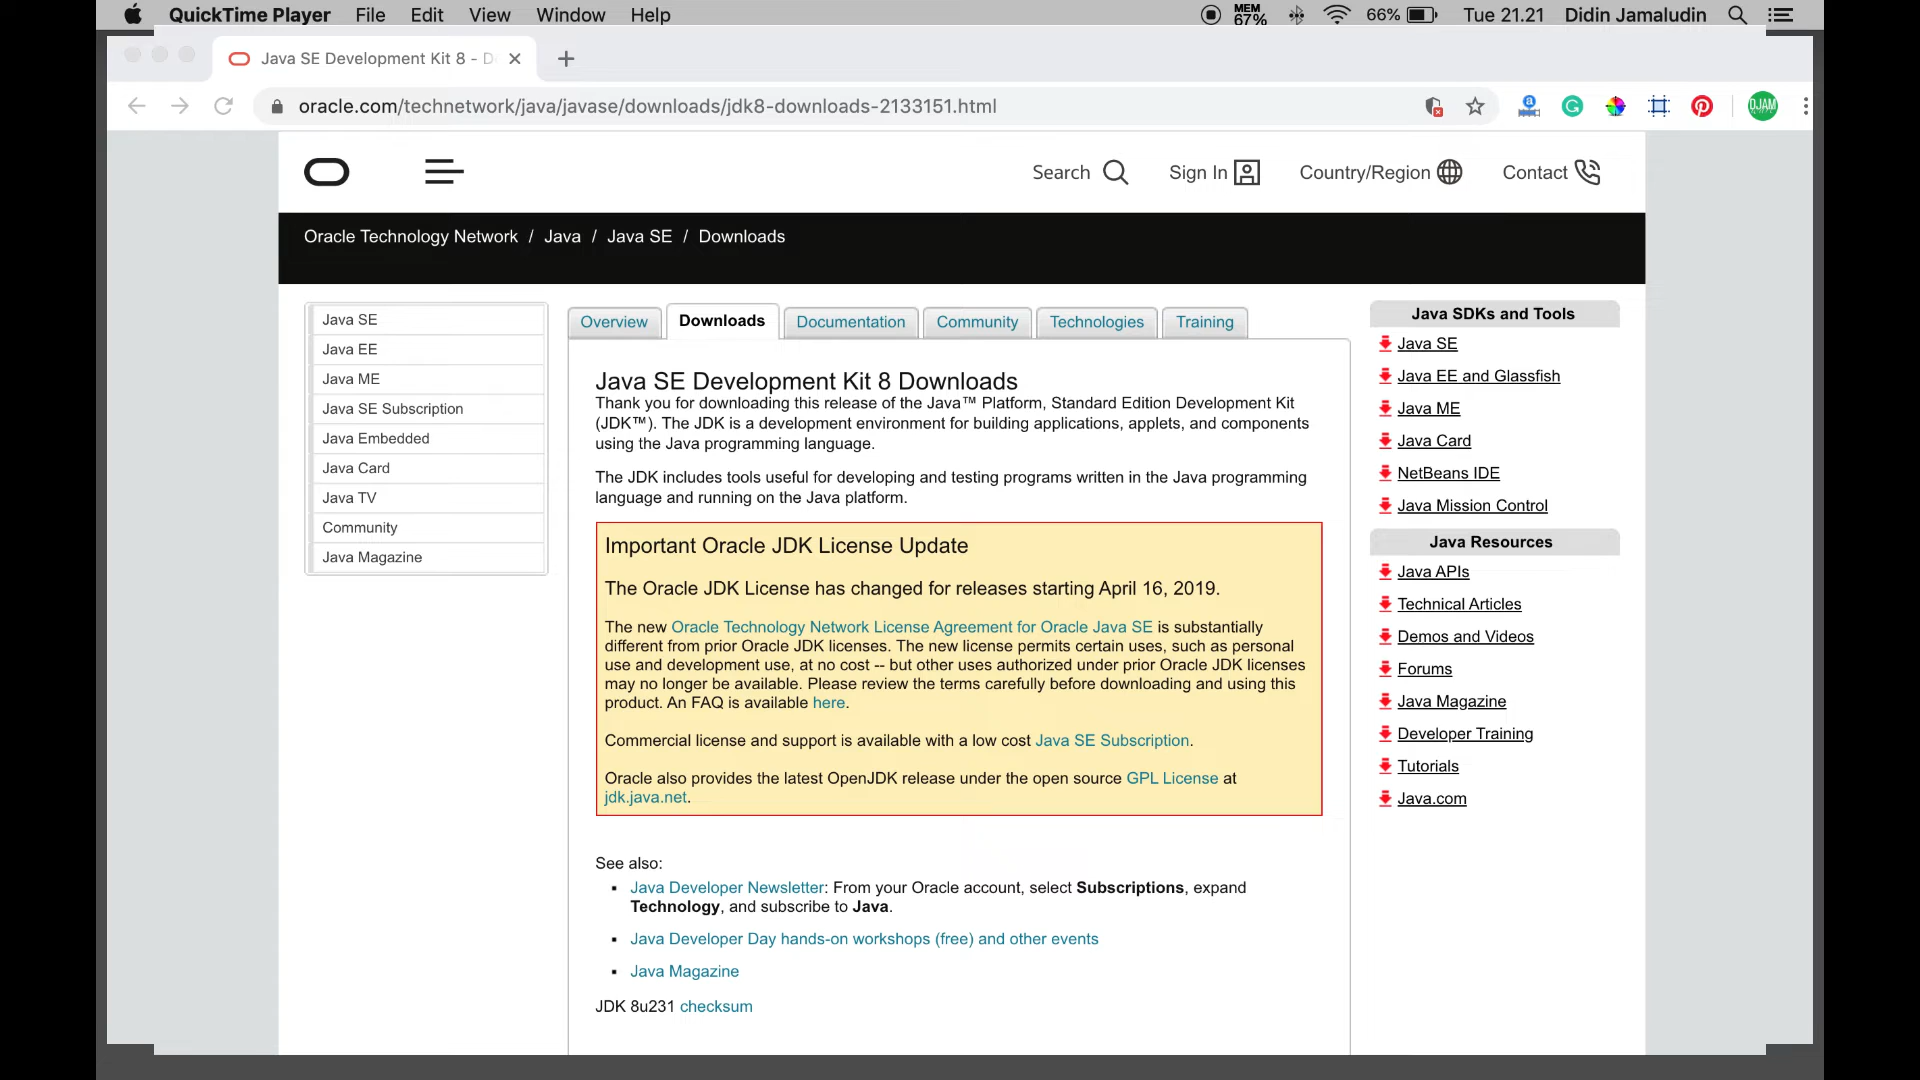 QuickTime Player File Edit View Window Help MEM 67% 66% Tue 21.21 Didin Jamaludin
Java SE Development Kit 8 - D
oracle.com/technetwork/java/javase/downloads/jdk8-downloads-2133151.html
DJAM
Search Sign In Country/Region Contact
Oracle Technology Network / Java / Java SE / Downloads
Java SE
Java EE
Java ME
Java SE Subscription
Java Embedded
Java Card
Java TV
Community
Java Magazine
Overview Downloads Documentation Community Technologies Training
Java SE Development Kit 8 Downloads
Thank you for downloading this release of the Java™ Platform, Standard Edition Development Kit
(JDK™). The JDK is a development environment for building applications, applets, and components
using the Java programming language.
The JDK includes tools useful for developing and testing programs written in the Java programming
language and running on the Java platform.
Important Oracle JDK License Update
The Oracle JDK License has changed for releases starting April 16, 2019.
The new Oracle Technology Network License Agreement for Oracle Java SE is substantially
different from prior Oracle JDK licenses. The new license permits certain uses, such as personal
use and development use, at no cost -- but other uses authorized under prior Oracle JDK licenses
may no longer be available. Please review the terms carefully before downloading and using this
product. An FAQ is available here.
Commercial license and support is available with a low cost Java SE Subscription.
Oracle also provides the latest OpenJDK release under the open source GPL License at
jdk.java.net.
See also:
Java Developer Newsletter: From your Oracle account, select Subscriptions, expand
Technology, and subscribe to Java.
Java Developer Day hands-on workshops (free) and other events
Java Magazine
JDK 8u231 checksum
Java SDKs and Tools
Java SE
Java EE and Glassfish
Java ME
Java Card
NetBeans IDE
Java Mission Control
Java Resources
Java APIs
Technical Articles
Demos and Videos
Forums
Java Magazine
Developer Training
Tutorials
Java.com